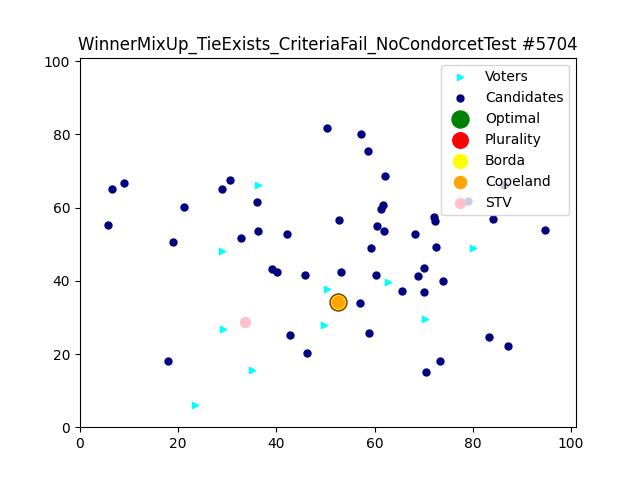 WinnerMixUp_TieExists_CriteriaFail_NoCondorcetTest #5704
100
80
60
40
20
0
0 20 40 60 80 100
Voters
Candidates
Optimal
Plurality
Borda
Copeland
STV